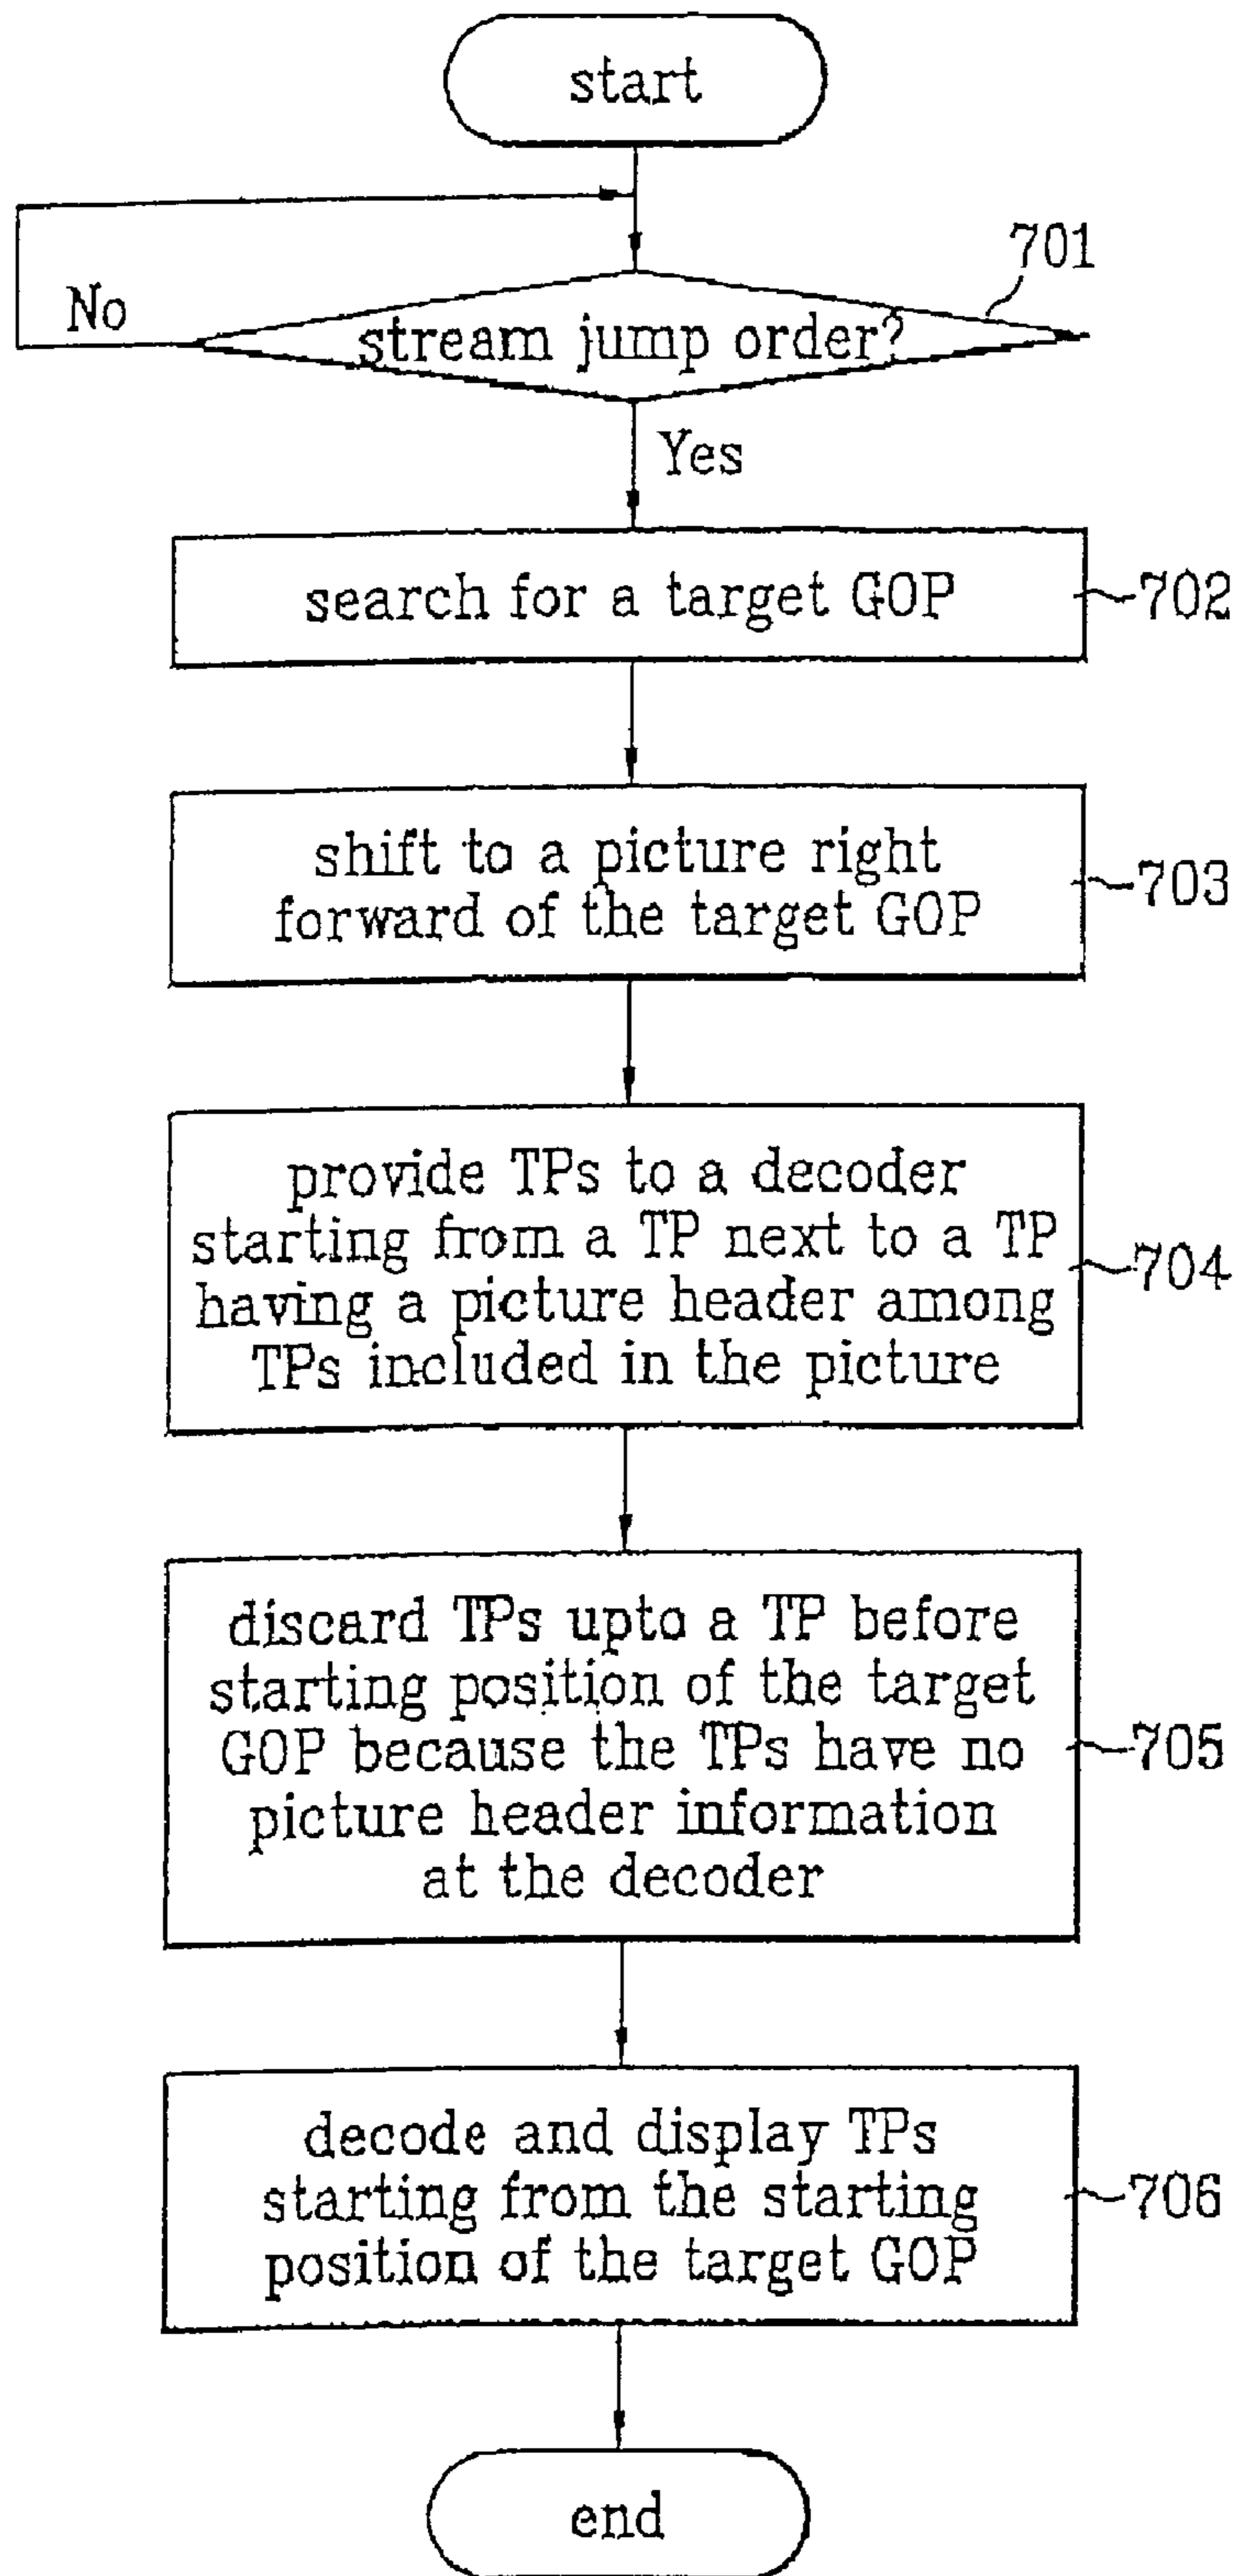 start
701
No
stream jump order?
Yes
search for a target GOP
702
shift to a picture right
forward of the target GOP
703
provide TPs to a decoder
starting from a TP next to a TP
having a picture header among
TPs included in the picture
704
discard TPs upto a TP before
starting position of the target
GOP because the TPs have no
picture header information
at the decoder
705
decode and display TPs
starting from the starting
position of the target GOP
706
end